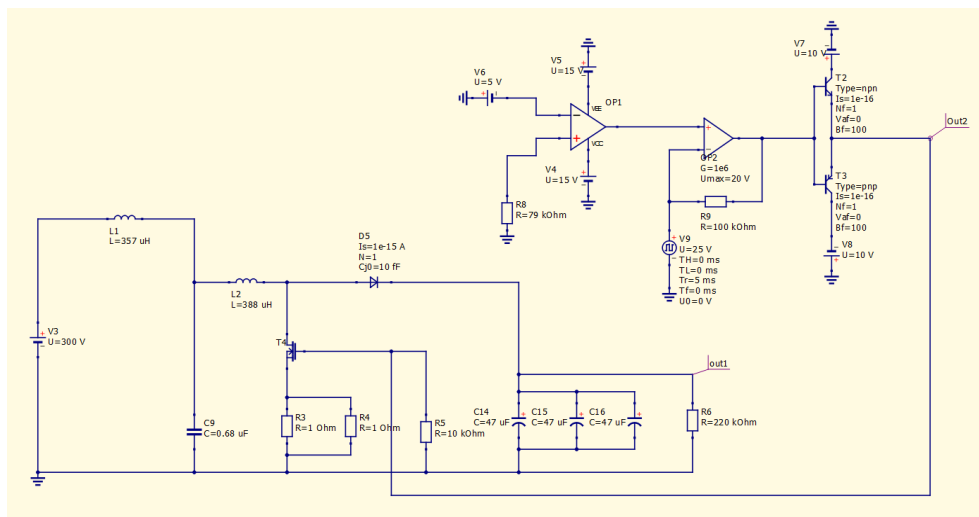 V7
U=10 V
V5
U=15 V
V6
U=5 V
T2
Type=npn
Is=1e-16
Nf=1
Vaf=0
Bf=100
OP1
VEE
VCC
Out2
OP2
G=1e6
Umax=20 V
V4
U=15 V
T3
Type=pnp
Is=1e-16
Nf=1
Vaf=0
Bf=100
R8
R=79 kOhm
R9
R=100 kOhm
L1
L=357 uH
D5
Is=1e-15 A
N=1
Cj0=10 fF
V9
U=25 V
TH=0 ms
TL=0 ms
Tr=5 ms
Tf=0 ms
U0=0 V
V8
U=10 V
L2
L=388 uH
V3
U=300 V
T4
out1
C9
C=0.68 uF
R3
R=1 Ohm
R4
R=1 Ohm
R5
R=10 kOhm
C14
C=47 uF
C15
C=47 uF
C16
C=47 uF
R6
R=220 kOhm